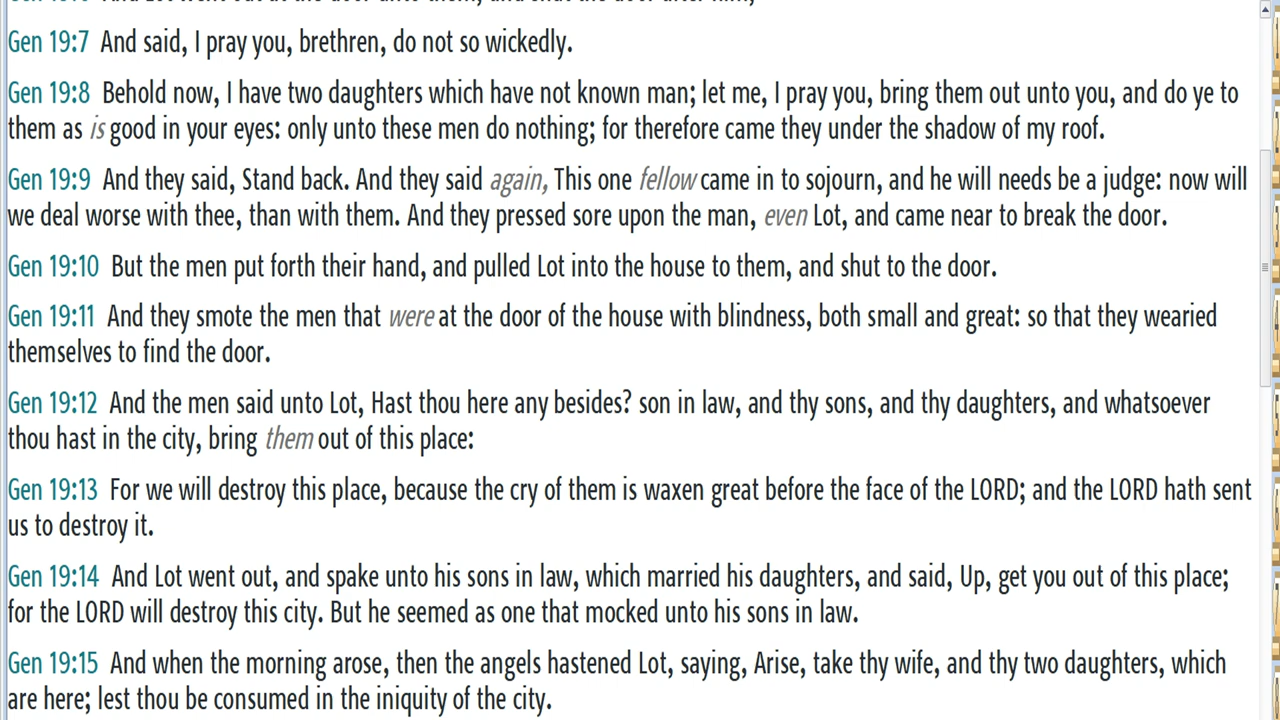 Gen 19:7 And said, I pray you, brethren, do not so wickedly.
Gen 19:8 Behold now, I have two daughters which have not known man; let me, I pray you, bring them out unto you, and do ye to
them as is good in your eyes: only unto these men do nothing; for therefore came they under the shadow of my roof.
Gen 19:9 And they said, Stand back. And they said again, This one fellow came in to sojourn, and he will needs be a judge: now will
we deal worse with thee, than with them. And they pressed sore upon the man, even Lot, and came near to break the door.
Gen 19:10 But the men put forth their hand, and pulled Lot into the house to them, and shut to the door.
Gen 19:11 And they smote the men that were at the door of the house with blindness, both small and great: so that they wearied
themselves to find the door.
Gen 19:12 And the men said unto Lot, Hast thou here any besides? son in law, and thy sons, and thy daughters, and whatsoever
thou hast in the city, bring them out of this place:
Gen 19:13 For we will destroy this place, because the cry of them is waxen great before the face of the LORD; and the LORD hath sent
us to destroy it.
Gen 19:14 And Lot went out, and spake unto his sons in law, which married his daughters, and said, Up, get you out of this place;
for the LORD will destroy this city. But he seemed as one that mocked unto his sons in law.
Gen 19:15 And when the morning arose, then the angels hastened Lot, saying, Arise, take thy wife, and thy two daughters, which
are here; lest thou be consumed in the iniquity of the city.